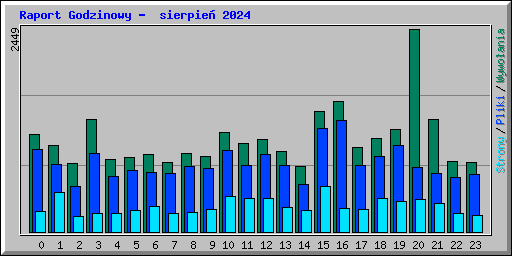 Raport Godzinowy -  sierpień 2024
2449
0 1 2 3 4 5 6 7 8 9 10 11 12 13 14 15 16 17 18 19 20 21 22 23
Strony / Pliki / Wywołania